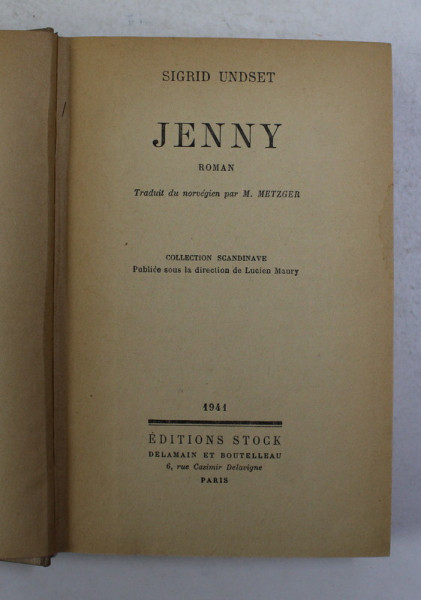 SIGRID UNDSET
JENNY
ROMAN
Traduit du norvégien par M. METZGER
COLLECTION SCANDINAVE
Publiée sous la direction de Lucien Maury
1941
ÉDITIONS STOCK
DELAMAIN ET BOUTELLEAU
6, rue Casimir Delavigne
PARIS